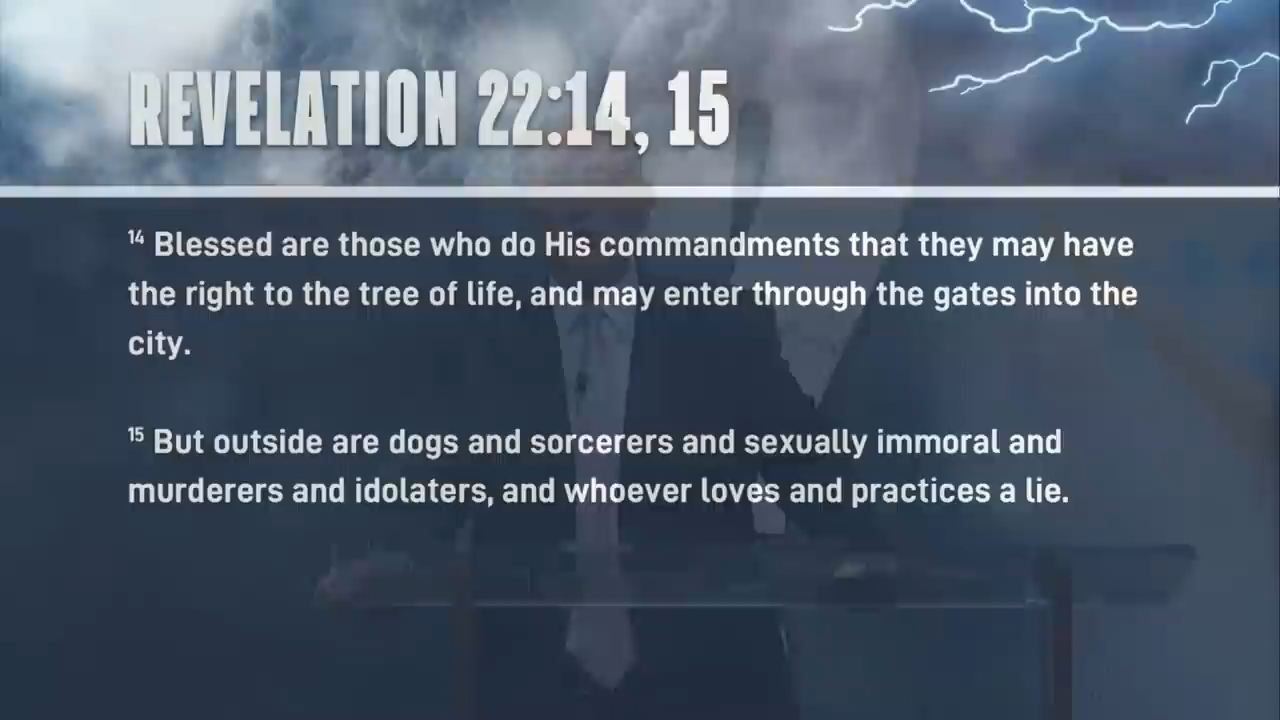 REVELATION 22:14, 15
14 Blessed are those who do His commandments that they may have
the right to the tree of life, and may enter through the gates into the
city.
15 But outside are dogs and sorcerers and sexually immoral and
murderers and idolaters, and whoever loves and practices a lie.